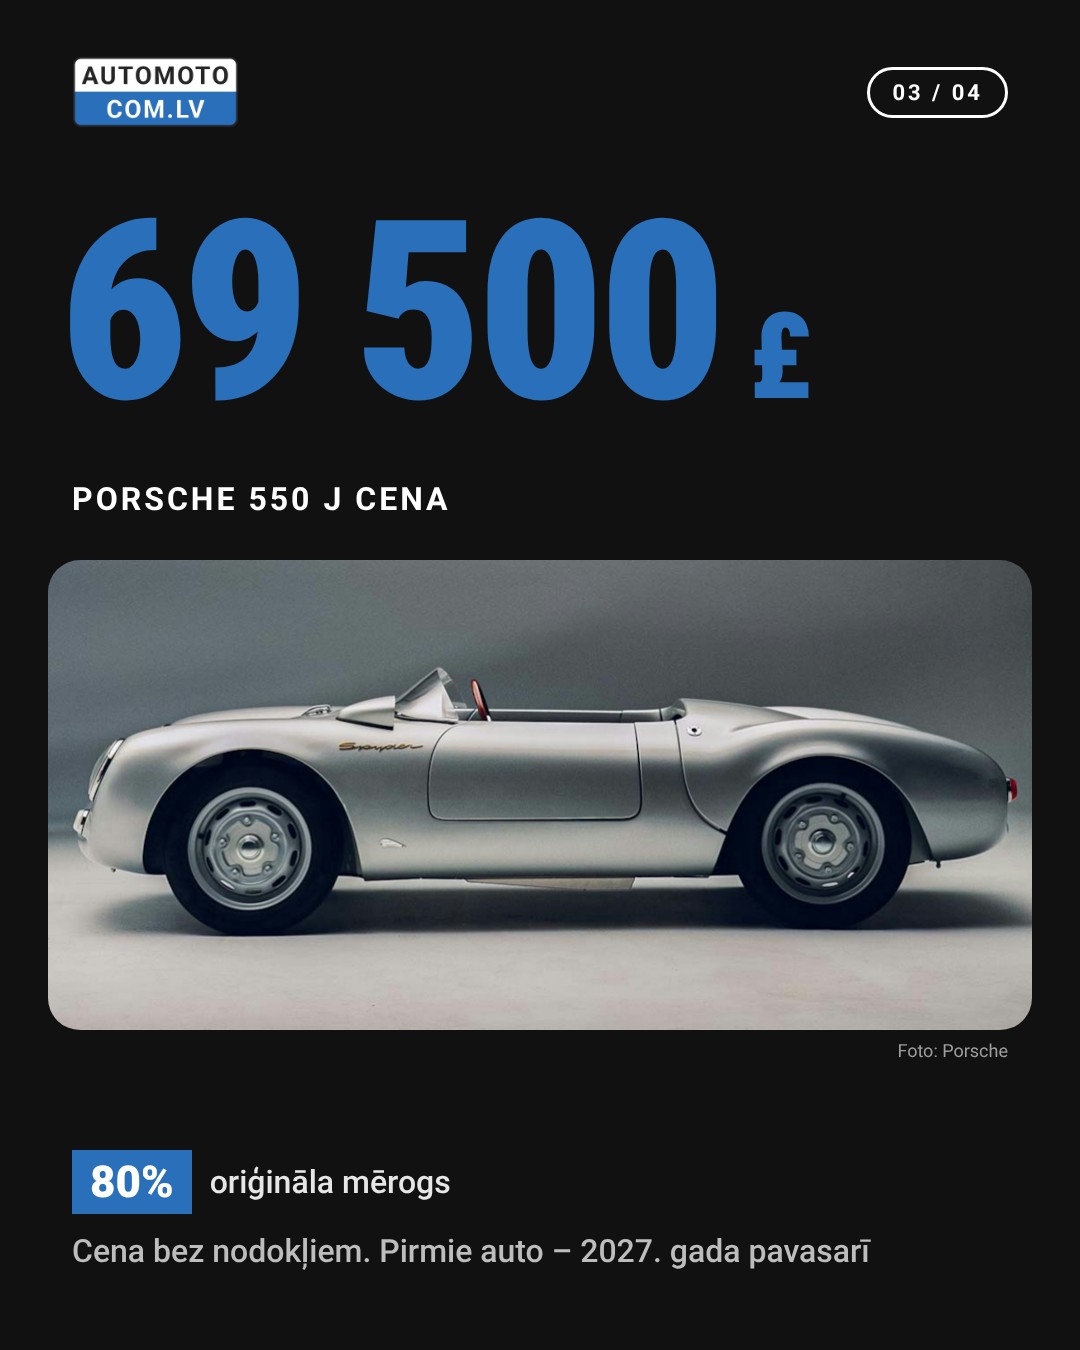 AUTOMOTO
COM.LV
03 / 04
69 500 £
PORSCHE 550 J CENA
Spyder
Foto: Porsche
80% oriģināla mērogs
Cena bez nodokļiem. Pirmie auto – 2027. gada pavasarī